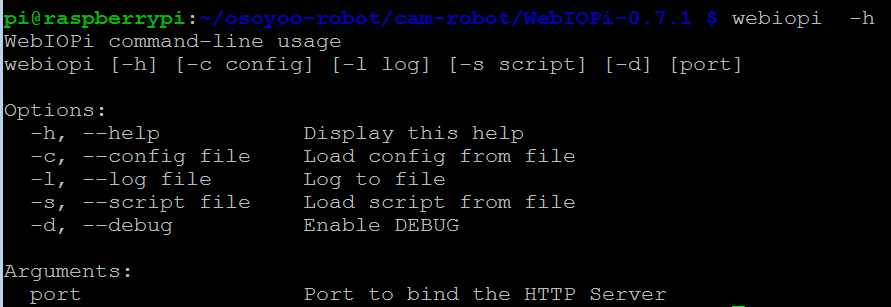 pi@raspberrypi:~/osoyoo-robot/cam-robot/WebIOPi-0.7.1 $ webiopi  -h
WebIOPi command-line usage
webiopi [-h] [-c config] [-l log] [-s script] [-d] [port]
Options:
-h, --help Display this help
-c, --config file Load config from file
-l, --log file Log to file
-s, --script file Load script from file
-d, --debug Enable DEBUG
Arguments:
port Port to bind the HTTP Server